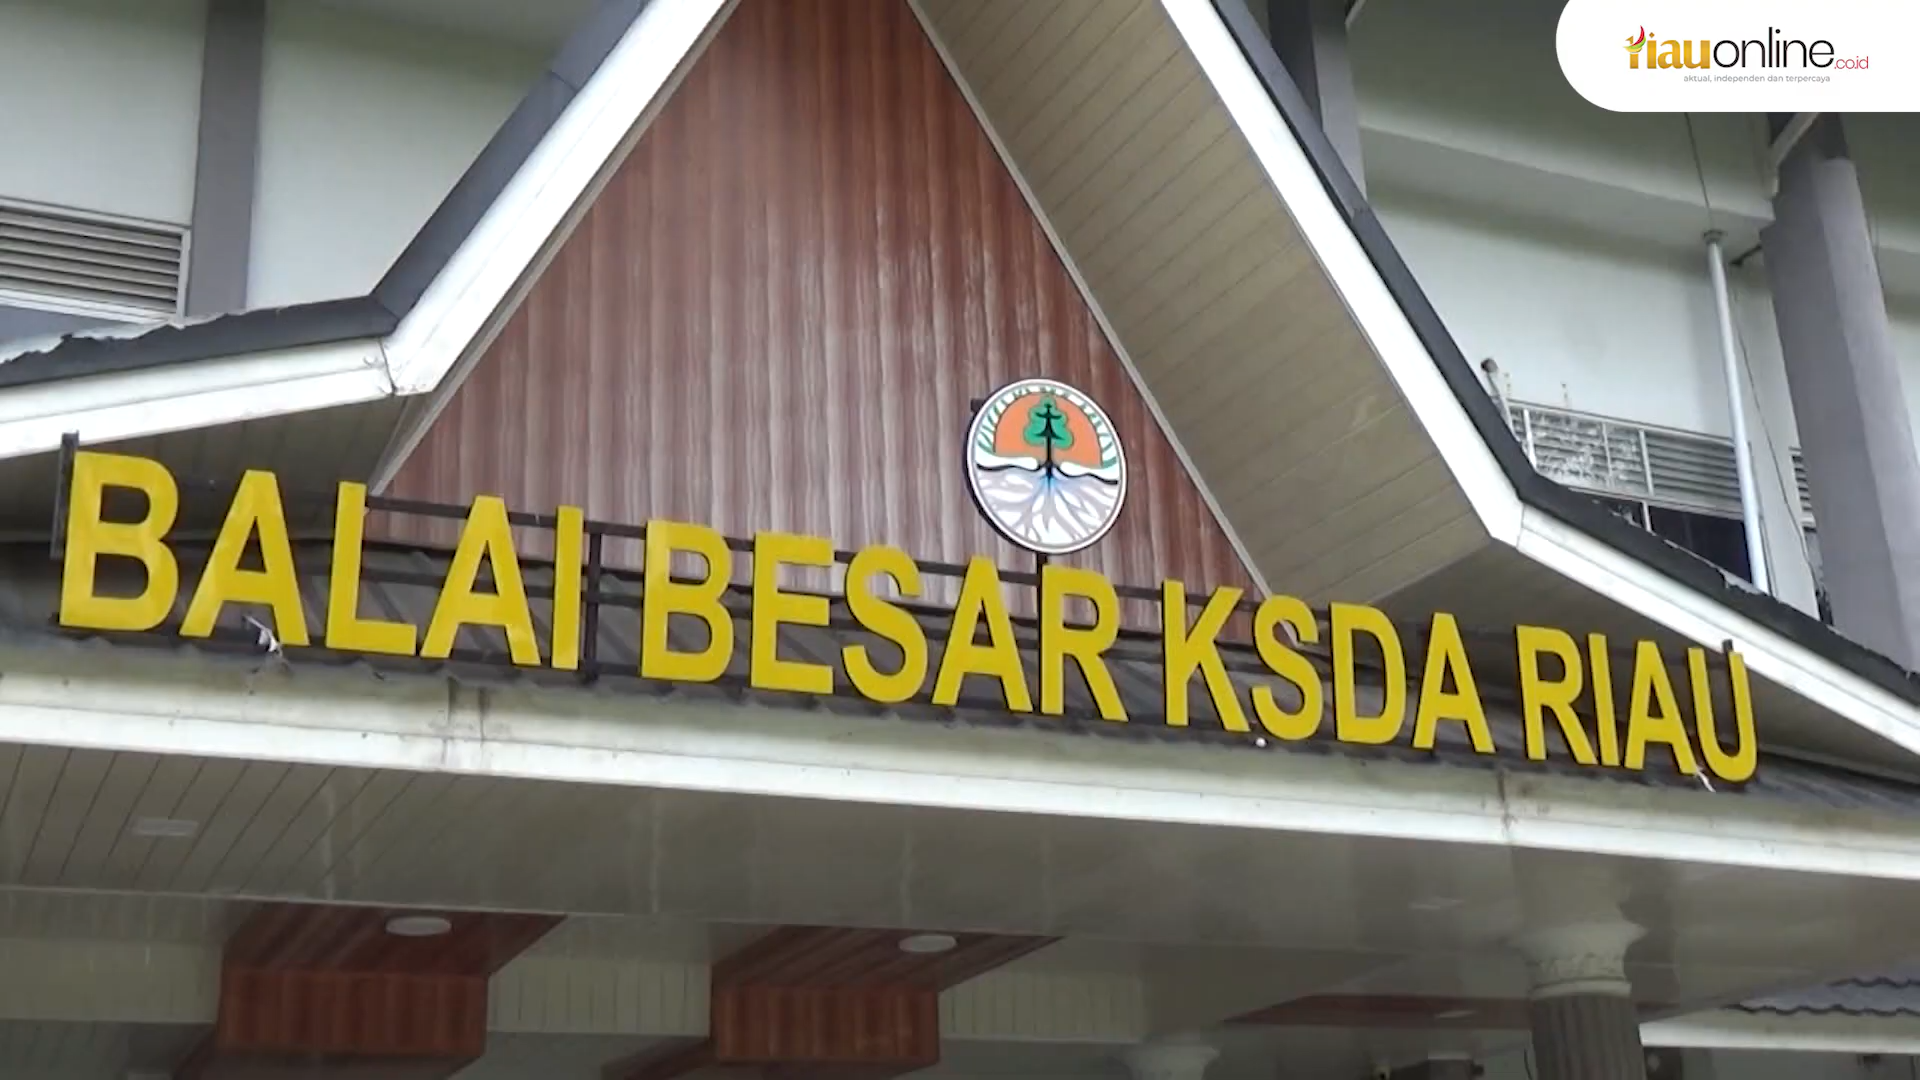 riauonline.co.id
aktual, independen dan terpercaya
BALAI BESAR KSDA RIAU